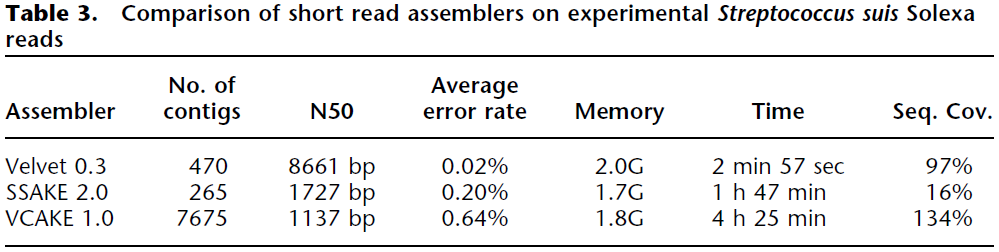 Table 3. Comparison of short read assemblers on experimental Streptococcus suis Solexa
reads
Assembler No. of contigs N50 Average error rate Memory Time Seq. Cov.
Velvet 0.3 470 8661 bp 0.02% 2.0G 2 min 57 sec 97%
SSAKE 2.0 265 1727 bp 0.20% 1.7G 1 h 47 min 16%
VCAKE 1.0 7675 1137 bp 0.64% 1.8G 4 h 25 min 134%